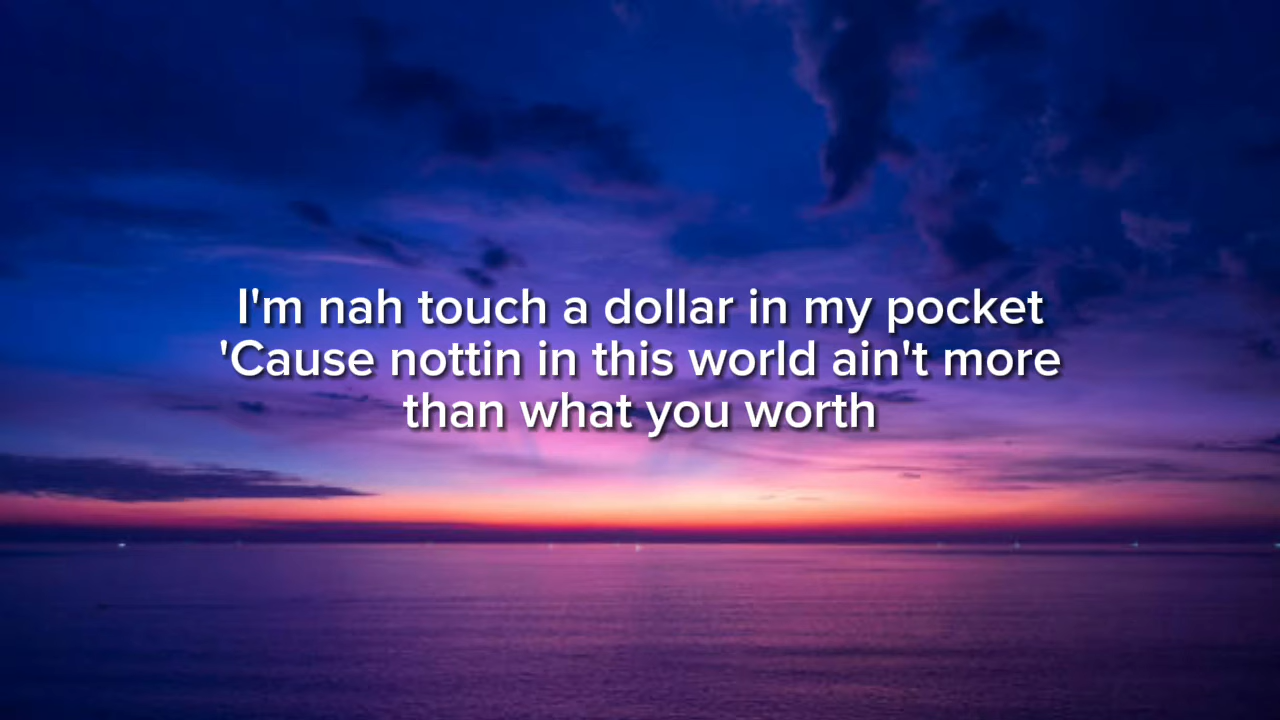 I'm nah touch a dollar in my pocket
'Cause nottin in this world ain't more
than what you worth